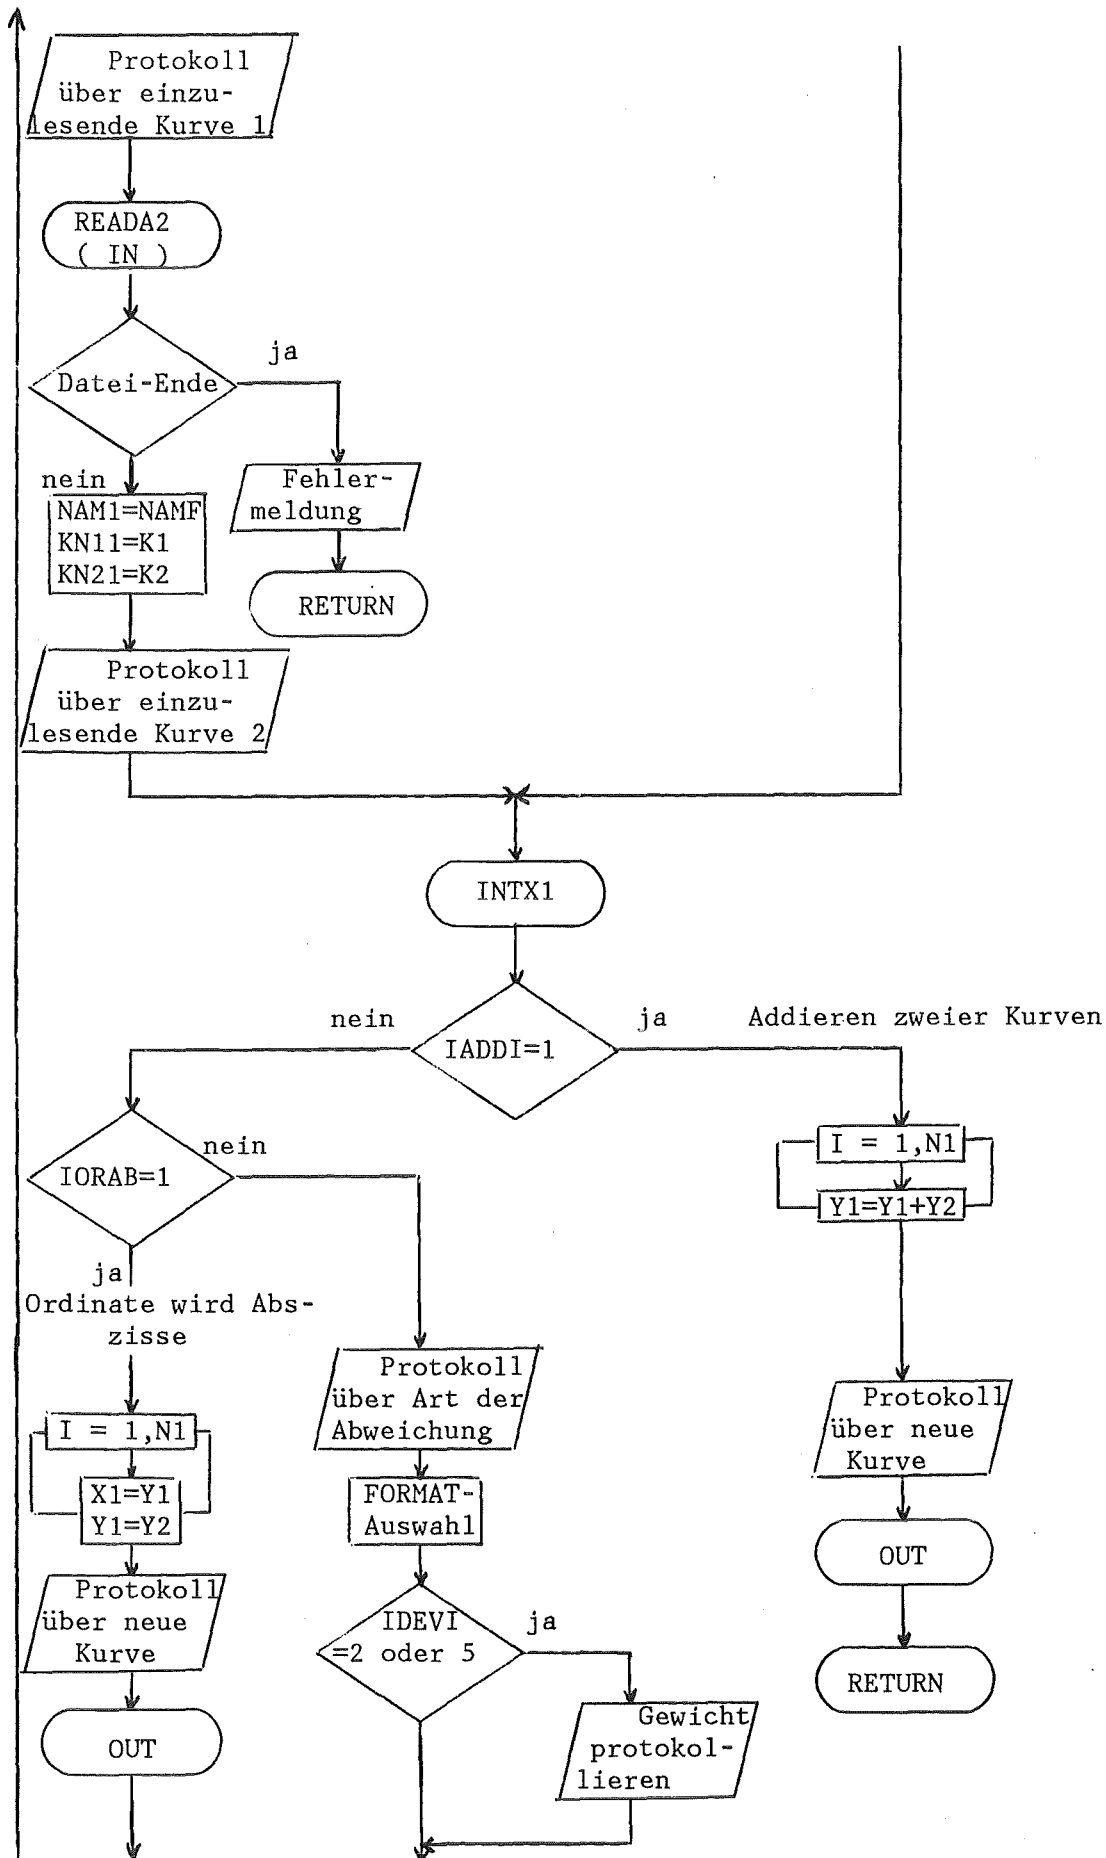 Protokoll
über einzu-
lesende Kurve 1
READA2
( IN )
Datei-Ende
ja
nein
Fehler-
meldung
NAM1=NAMF
KN11=K1
KN21=K2
RETURN
Protokoll
über einzu-
lesende Kurve 2
INTX1
IADDI=1
nein
ja
Addieren zweier Kurven
IORAB=1
nein
ja
Ordinate wird Abs-
zisse
I = 1,N1
X1=Y1
Y1=Y2
Protokoll
über neue
Kurve
OUT
Protokoll
über Art der
Abweichung
FORMAT-
Auswahl
IDEVI
=2 oder 5
ja
Gewicht
protokol-
lieren
I = 1,N1
Y1=Y1+Y2
Protokoll
über neue
Kurve
OUT
RETURN